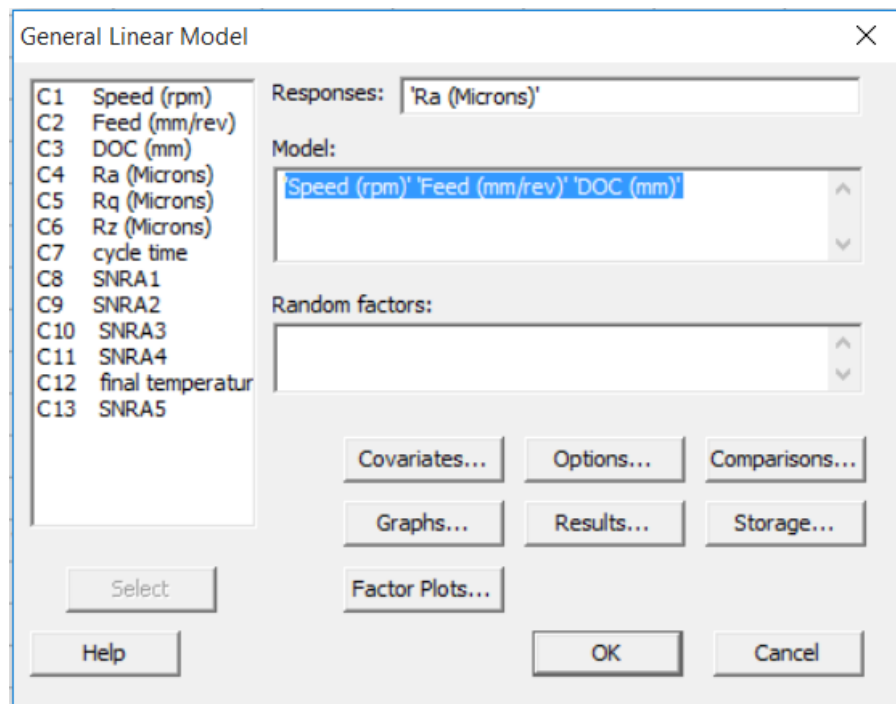 General Linear Model
C1 Speed (rpm)
C2 Feed (mm/rev)
C3 DOC (mm)
C4 Ra (Microns)
C5 Rq (Microns)
C6 Rz (Microns)
C7 cycle time
C8 SNRA1
C9 SNRA2
C10 SNRA3
C11 SNRA4
C12 final temperatur
C13 SNRA5
Responses: 'Ra (Microns)'
Model:
'Speed (rpm)' 'Feed (mm/rev)' 'DOC (mm)'
Random factors:
Covariates... Options... Comparisons...
Graphs... Results... Storage...
Select Factor Plots...
Help OK Cancel